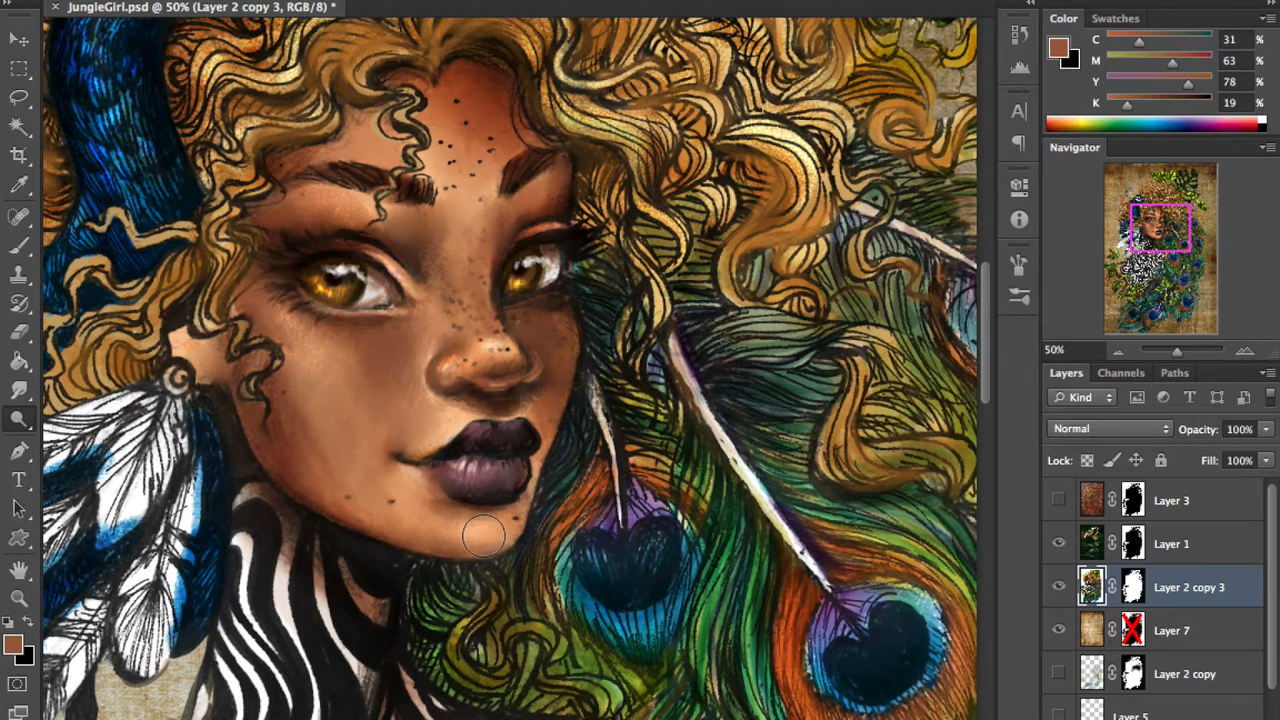 × JungleGirl.psd @ 50% (Layer 2 copy 3, RGB/8) *
Color Swatches
C 31 %
M 63 %
Y 78 %
K 19 %
Navigator
50%
Layers Channels Paths
Kind
Normal Opacity: 100%
Lock: Fill: 100%
Layer 3
Layer 1
Layer 2 copy 3
Layer 7
Layer 2 copy
Layer 5